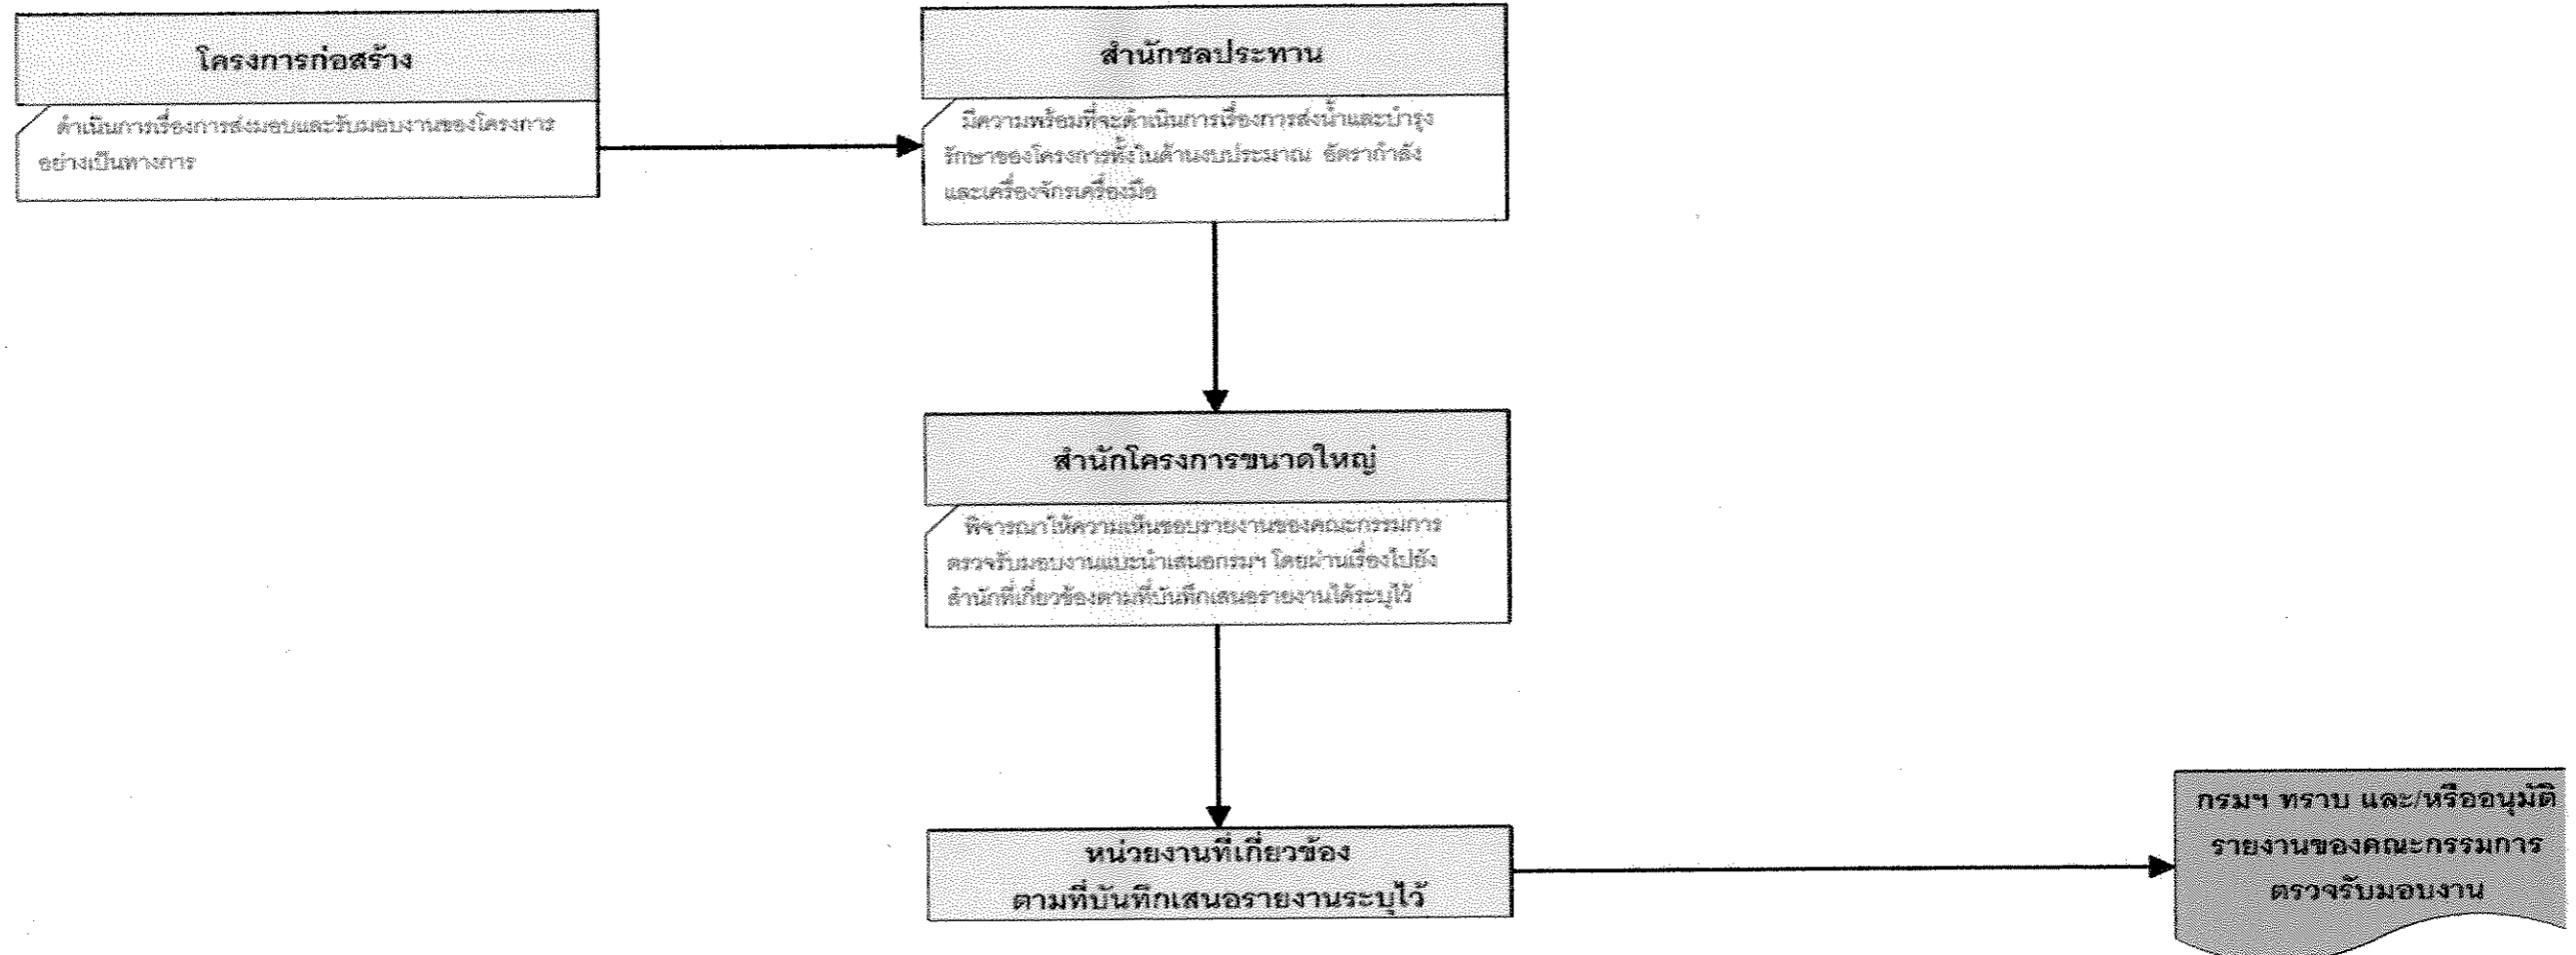 โครงการก่อสร้าง
ดำเนินการเรื่องการส่งมอบและรับมอบงานของโครงการ
อย่างเป็นทางการ
สำนักชลประทาน
มีความพร้อมที่จะดำเนินการเรื่องการส่งน้ำและบำรุง
รักษาของโครงการทั้งในด้านงบประมาณ อัตรากำลัง
และเครื่องจักรเครื่องมือ
สำนักโครงการขนาดใหญ่
พิจารณาให้ความเห็นชอบรายงานของคณะกรรมการ
ตรวจรับมอบงานและนำเสนอกรมฯ โดยผ่านเรื่องไปยัง
สำนักที่เกี่ยวข้องตามที่บันทึกเสนอรายงานได้ระบุไว้
หน่วยงานที่เกี่ยวข้อง
ตามที่บันทึกเสนอรายงานระบุไว้
กรมฯ ทราบ และ/หรืออนุมัติ
รายงานของคณะกรรมการ
ตรวจรับมอบงาน